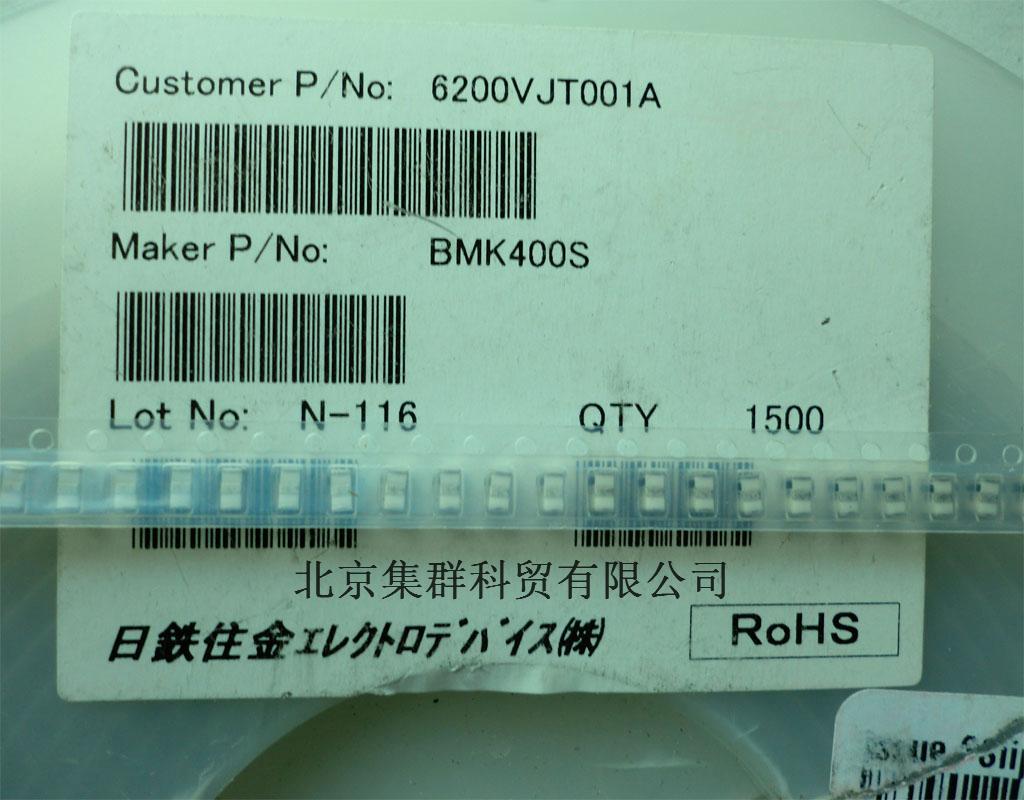 Customer P/No: 6200VJT001A
Maker P/No: BMK400S
Lot No: N-116 QTY 1500
北京集群科贸有限公司
日鉄住金エレクトロデバイス(株)
RoHS